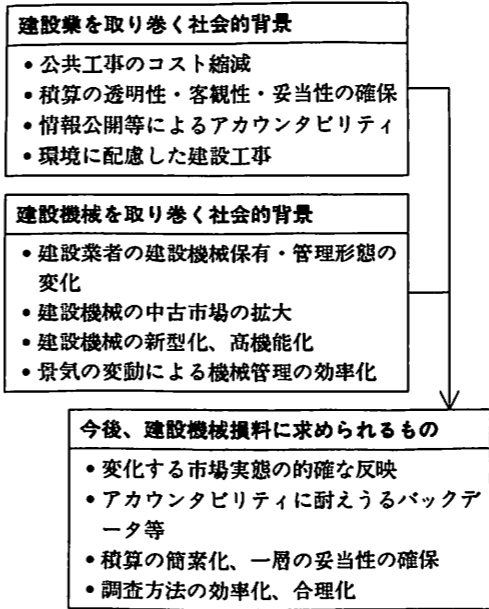 建設業を取り巻く社会的背景
• 公共工事のコスト縮減
• 積算の透明性・客観性・妥当性の確保
• 情報公開等によるアカウンタビリティ
• 環境に配慮した建設工事
建設機械を取り巻く社会的背景
• 建設業者の建設機械保有・管理形態の
変化
• 建設機械の中古市場の拡大
• 建設機械の新型化、高機能化
• 景気の変動による機械管理の効率化
今後、建設機械損料に求められるもの
• 変化する市場実態の的確な反映
• アカウンタビリティに耐えうるバックデ
ータ等
• 積算の簡素化、一層の妥当性の確保
• 調査方法の効率化、合理化